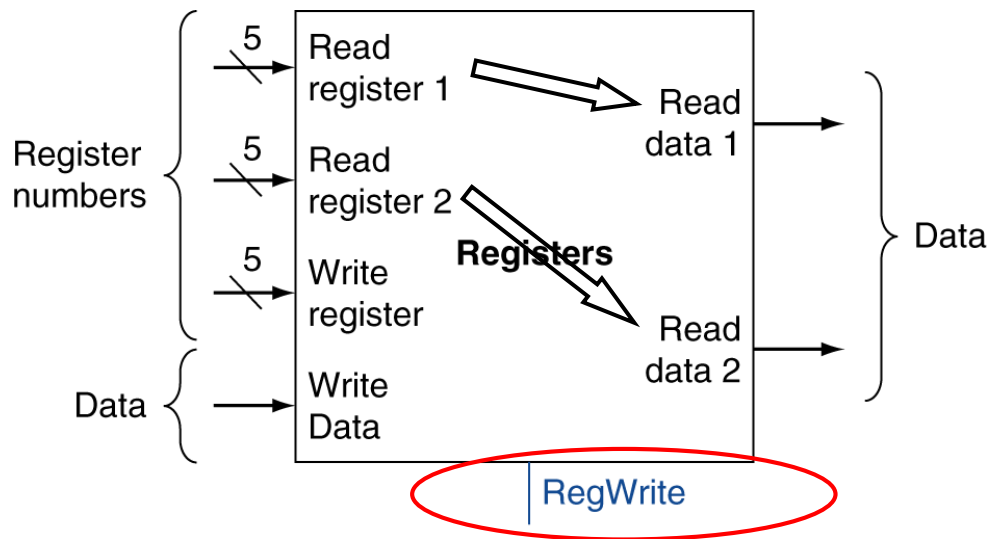 Register
numbers
5
Read
register 1
5
Read
register 2
5
Write
register
Data
Write
Data
Registers
Read
data 1
Read
data 2
Data
RegWrite